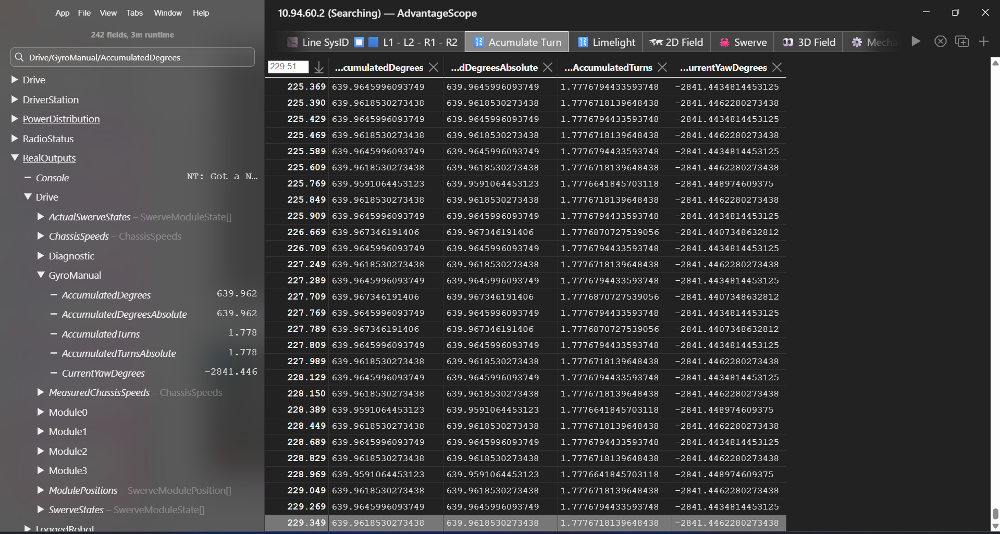 App File View Tabs Window Help
10.94.60.2 (Searching) — AdvantageScope
242 fields, 3m runtime
Drive/GyroManual/AccumulatedDegrees
Drive
DriverStation
PowerDistribution
RadioStatus
RealOutputs
Console NT: Got a N...
Drive
ActualSwerveStates – SwerveModuleState[]
ChassisSpeeds – ChassisSpeeds
Diagnostic
GyroManual
AccumulatedDegrees 639.962
AccumulatedDegreesAbsolute 639.962
AccumulatedTurns 1.778
AccumulatedTurnsAbsolute 1.778
CurrentYawDegrees -2841.446
MeasuredChassisSpeeds – ChassisSpeeds
Module0
Module1
Module2
Module3
ModulePositions – SwerveModulePosition[]
SwerveStates – SwerveModuleState[]
LoggedRobot
Line SysID L1 - L2 - R1 - R2 Acumulate Turn Limelight 2D Field Swerve 3D Field Mecha
229.51 ...cumulatedDegrees ...dDegreesAbsolute ...AccumulatedTurns ...urrentYawDegrees
225.369 639.9645996093749 639.9645996093749 1.7776794433593748 -2841.4434814453125
225.390 639.9618530273438 639.9618530273438 1.7776718139648438 -2841.4462280273438
225.429 639.9645996093749 639.9645996093749 1.7776794433593748 -2841.4434814453125
225.469 639.9618530273438 639.9618530273438 1.7776718139648438 -2841.4462280273438
225.589 639.9645996093749 639.9645996093749 1.7776794433593748 -2841.4434814453125
225.609 639.9618530273438 639.9618530273438 1.7776718139648438 -2841.4462280273438
225.769 639.9591064453123 639.9591064453123 1.7776641845703118 -2841.448974609375
225.849 639.9618530273438 639.9618530273438 1.7776718139648438 -2841.4462280273438
225.909 639.9645996093749 639.9645996093749 1.7776794433593748 -2841.4434814453125
226.669 639.967346191406 639.967346191406 1.7776870727539056 -2841.4407348632812
226.709 639.9645996093749 639.9645996093749 1.7776794433593748 -2841.4434814453125
227.249 639.9618530273438 639.9618530273438 1.7776718139648438 -2841.4462280273438
227.289 639.9645996093749 639.9645996093749 1.7776794433593748 -2841.4434814453125
227.709 639.967346191406 639.967346191406 1.7776870727539056 -2841.4407348632812
227.769 639.9645996093749 639.9645996093749 1.7776794433593748 -2841.4434814453125
227.789 639.967346191406 639.967346191406 1.7776870727539056 -2841.4407348632812
227.809 639.9645996093749 639.9645996093749 1.7776794433593748 -2841.4434814453125
227.989 639.9618530273438 639.9618530273438 1.7776718139648438 -2841.4462280273438
228.129 639.9645996093749 639.9645996093749 1.7776794433593748 -2841.4434814453125
228.150 639.9618530273438 639.9618530273438 1.7776718139648438 -2841.4462280273438
228.389 639.9591064453123 639.9591064453123 1.7776641845703118 -2841.448974609375
228.449 639.9618530273438 639.9618530273438 1.7776718139648438 -2841.4462280273438
228.689 639.9645996093749 639.9645996093749 1.7776794433593748 -2841.4434814453125
228.829 639.9618530273438 639.9618530273438 1.7776718139648438 -2841.4462280273438
228.969 639.9591064453123 639.9591064453123 1.7776641845703118 -2841.448974609375
229.049 639.9618530273438 639.9618530273438 1.7776718139648438 -2841.4462280273438
229.269 639.9645996093749 639.9645996093749 1.7776794433593748 -2841.4434814453125
229.349 639.9618530273438 639.9618530273438 1.7776718139648438 -2841.4462280273438